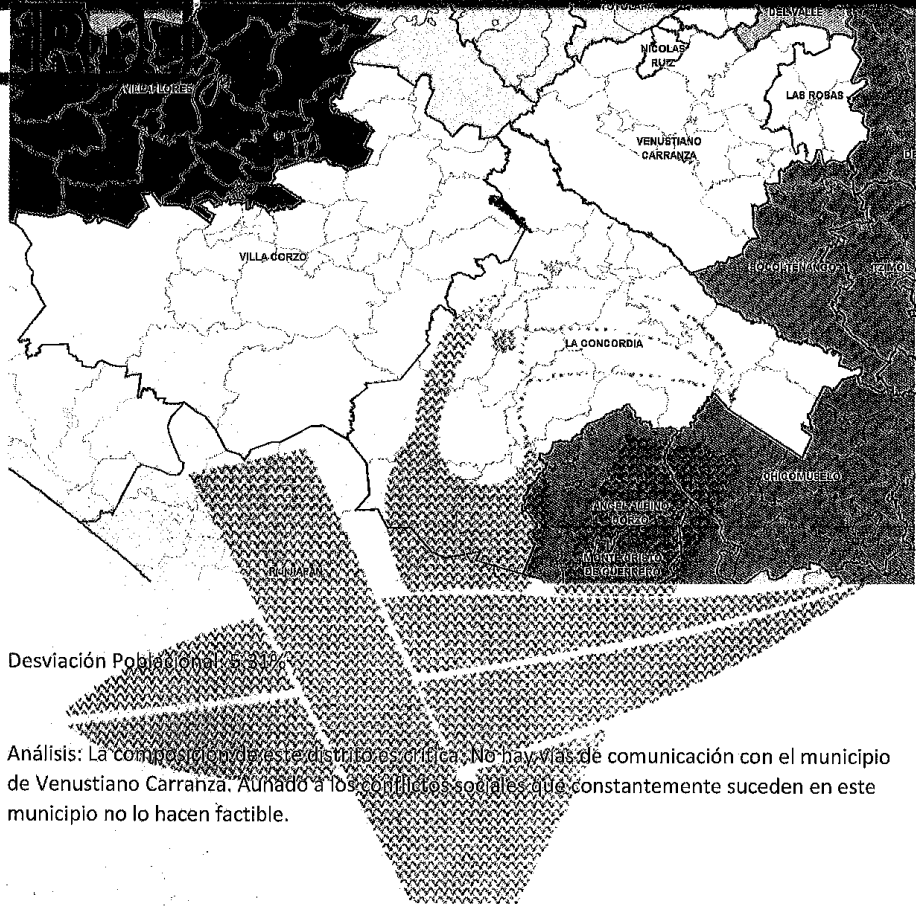 DELVALLE
NICOLAS
RUIZ
VILLAFLORES
LAS ROSAS
VENUSTIANO
CARRANZA
VILLA CORZO
SOCOLTENANGO
TZIMOL
LA CONCORDIA
CHICOMUSELO
ANGEL ALBINO
CORZO
MONTECRISTO
DE GUERRERO
PIJIJIAPAN
Desviación Poblacional: 5.31%
Análisis: La composición de este distrito es crítica. No hay vías de comunicación con el municipio
de Venustiano Carranza. Aunado a los conflictos sociales que constantemente suceden en este
municipio no lo hacen factible.